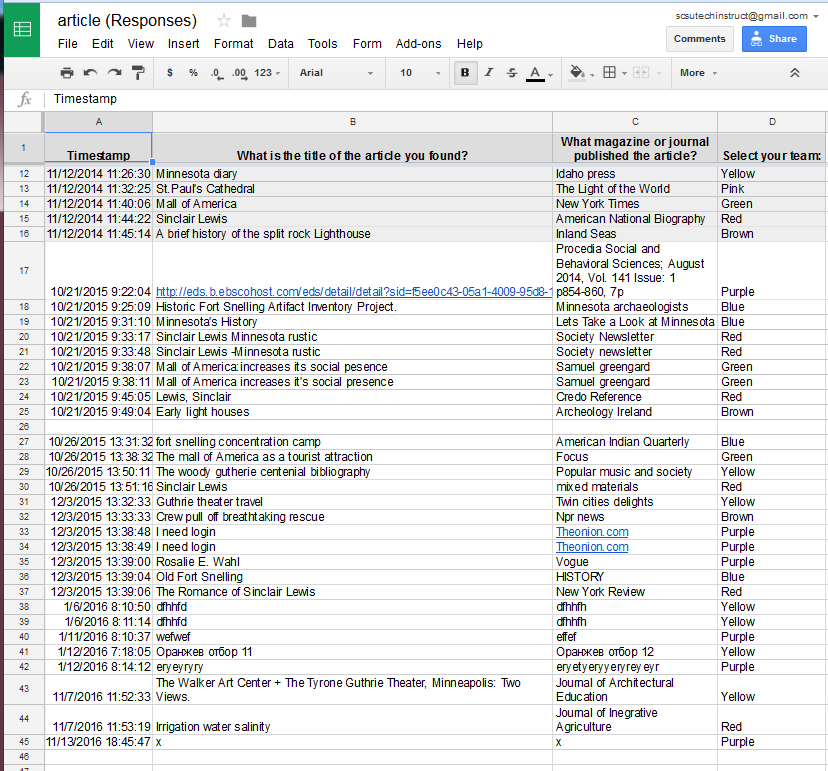 article (Responses)
scsutechinstruct@gmail.com
File Edit View Insert Format Data Tools Form Add-ons Help
Comments
Share
$ % .0 .00 123 Arial 10 B I S A More
fx Timestamp
A B C D
1 Timestamp What is the title of the article you found? What magazine or journal published the article? Select your team:
12 11/12/2014 11:26:30 Minnesota diary Idaho press Yellow
13 11/12/2014 11:32:25 St.Paul's Cathedral The Light of the World Pink
14 11/12/2014 11:40:06 Mall of America New York Times Green
15 11/12/2014 11:44:22 Sinclair Lewis American National Biography Red
16 11/12/2014 11:45:14 A brief history of the split rock Lighthouse Inland Seas Brown
Procedia Social and
Behavioral Sciences; August
2014, Vol. 141 Issue: 1
17 10/21/2015 9:22:04 http://eds.b.ebscohost.com/eds/detail/detail?sid=f5ee0c43-05a1-4009-95d8-1 p854-860, 7p Purple
18 10/21/2015 9:25:09 Historic Fort Snelling Artifact Inventory Project. Minnesota archaeologists Blue
19 10/21/2015 9:31:10 Minnesota's History Lets Take a Look at Minnesota Blue
20 10/21/2015 9:33:17 Sinclair Lewis Minnesota rustic Society Newsletter Red
21 10/21/2015 9:33:48 Sinclair Lewis -Minnesota rustic Society newsletter Red
22 10/21/2015 9:38:07 Mall of America:increases its social pesence Samuel greengard Green
23 10/21/2015 9:38:11 Mall of America increases it's social presence Samuel greengard Green
24 10/21/2015 9:45:05 Lewis, Sinclair Credo Reference Red
25 10/21/2015 9:49:04 Early light houses Archeology Ireland Brown
26
27 10/26/2015 13:31:32 fort snelling concentration camp American Indian Quarterly Blue
28 10/26/2015 13:38:32 The mall of America as a tourist attraction Focus Green
29 10/26/2015 13:50:11 The woody gutherie centenial bibliography Popular music and society Yellow
30 10/26/2015 13:51:16 Sinclair Lewis mixed materials Red
31 12/3/2015 13:32:33 Guthrie theater travel Twin cities delights Yellow
32 12/3/2015 13:33:33 Crew pull off breathtaking rescue Npr news Brown
33 12/3/2015 13:38:48 I need login Theonion.com Purple
34 12/3/2015 13:38:49 I need login Theonion.com Purple
35 12/3/2015 13:39:00 Rosalie E. Wahl Vogue Purple
36 12/3/2015 13:39:04 Old Fort Snelling HISTORY Blue
37 12/3/2015 13:39:06 The Romance of Sinclair Lewis New York Review Red
38 1/6/2016 8:10:50 dfhhfd dfhhfh Yellow
39 1/6/2016 8:11:14 dfhhfd dfhhfh Yellow
40 1/11/2016 8:10:37 wefwef effef Purple
41 1/12/2016 7:18:05 Оранжев отбор 11 Оранжев отбор 12 Yellow
42 1/12/2016 8:14:12 eryeyryry eryetyeryyeryreyeyr Purple
The Walker Art Center + The Tyrone Guthrie Theater, Minneapolis: Two Journal of Architectural
43 11/7/2016 11:52:33 Views. Education Yellow
Journal of Inegrative
44 11/7/2016 11:53:19 Irrigation water salinity Agriculture Red
45 11/13/2016 18:45:47 x x Purple
46
47